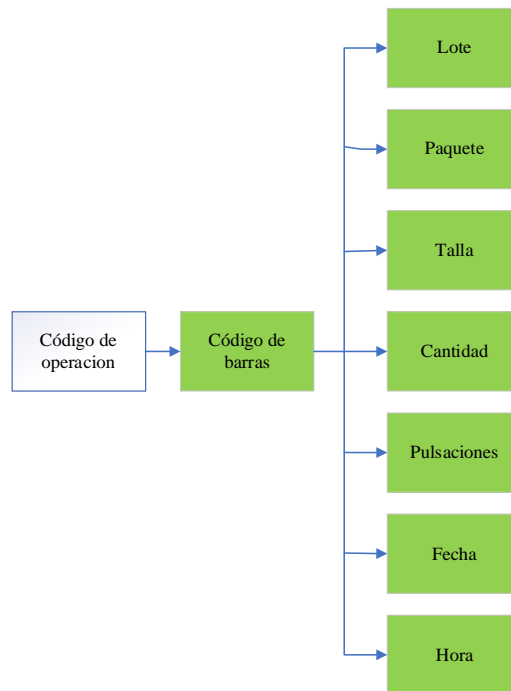 Código de
operacion
Código de
barras
Lote
Paquete
Talla
Cantidad
Pulsaciones
Fecha
Hora